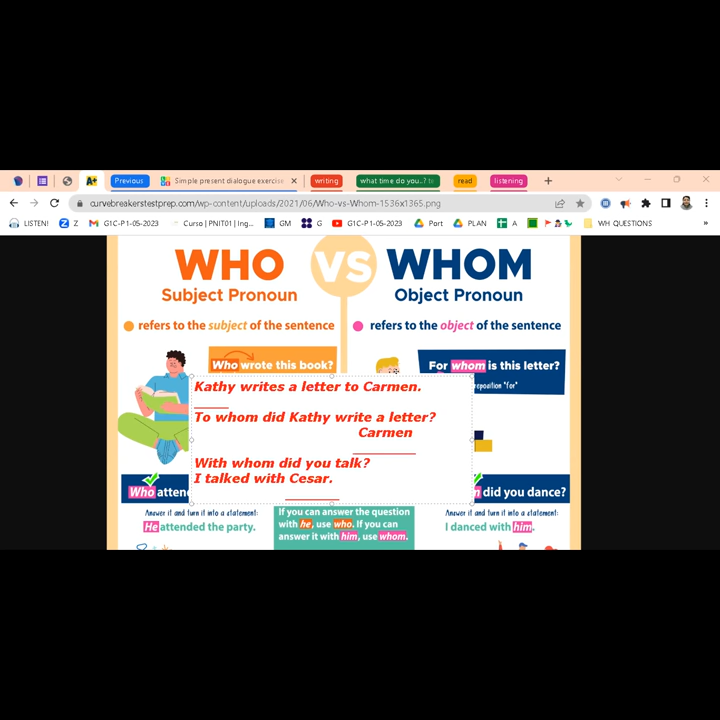 Previous
Simple present dialogue exercise
writing
what time do you..? te
read
listening
curvebreakerstestprep.com/wp-content/uploads/2021/06/Who-vs-Whom-1536x1365.png
LISTEN!
Z
M G1C-P1-05-2023
Curso | PNIT01 | Ing...
GM
G
G1C-P1-05-2023
Port
PLAN
A
WH QUESTIONS
WHO VS WHOM
Subject Pronoun
Object Pronoun
refers to the subject of the sentence
refers to the object of the sentence
Who wrote this book?
For whom is this letter?
"for"
Kathy writes a letter to Carmen.
To whom did Kathy write a letter?
Carmen
With whom did you talk?
I talked with Cesar.
Who
did you dance?
Answer it and turn it into a statement:
He attended the party.
If you can answer the question
with he, use who. If you can
answer it with him, use whom.
Answer it and turn it into a statement:
I danced with him.